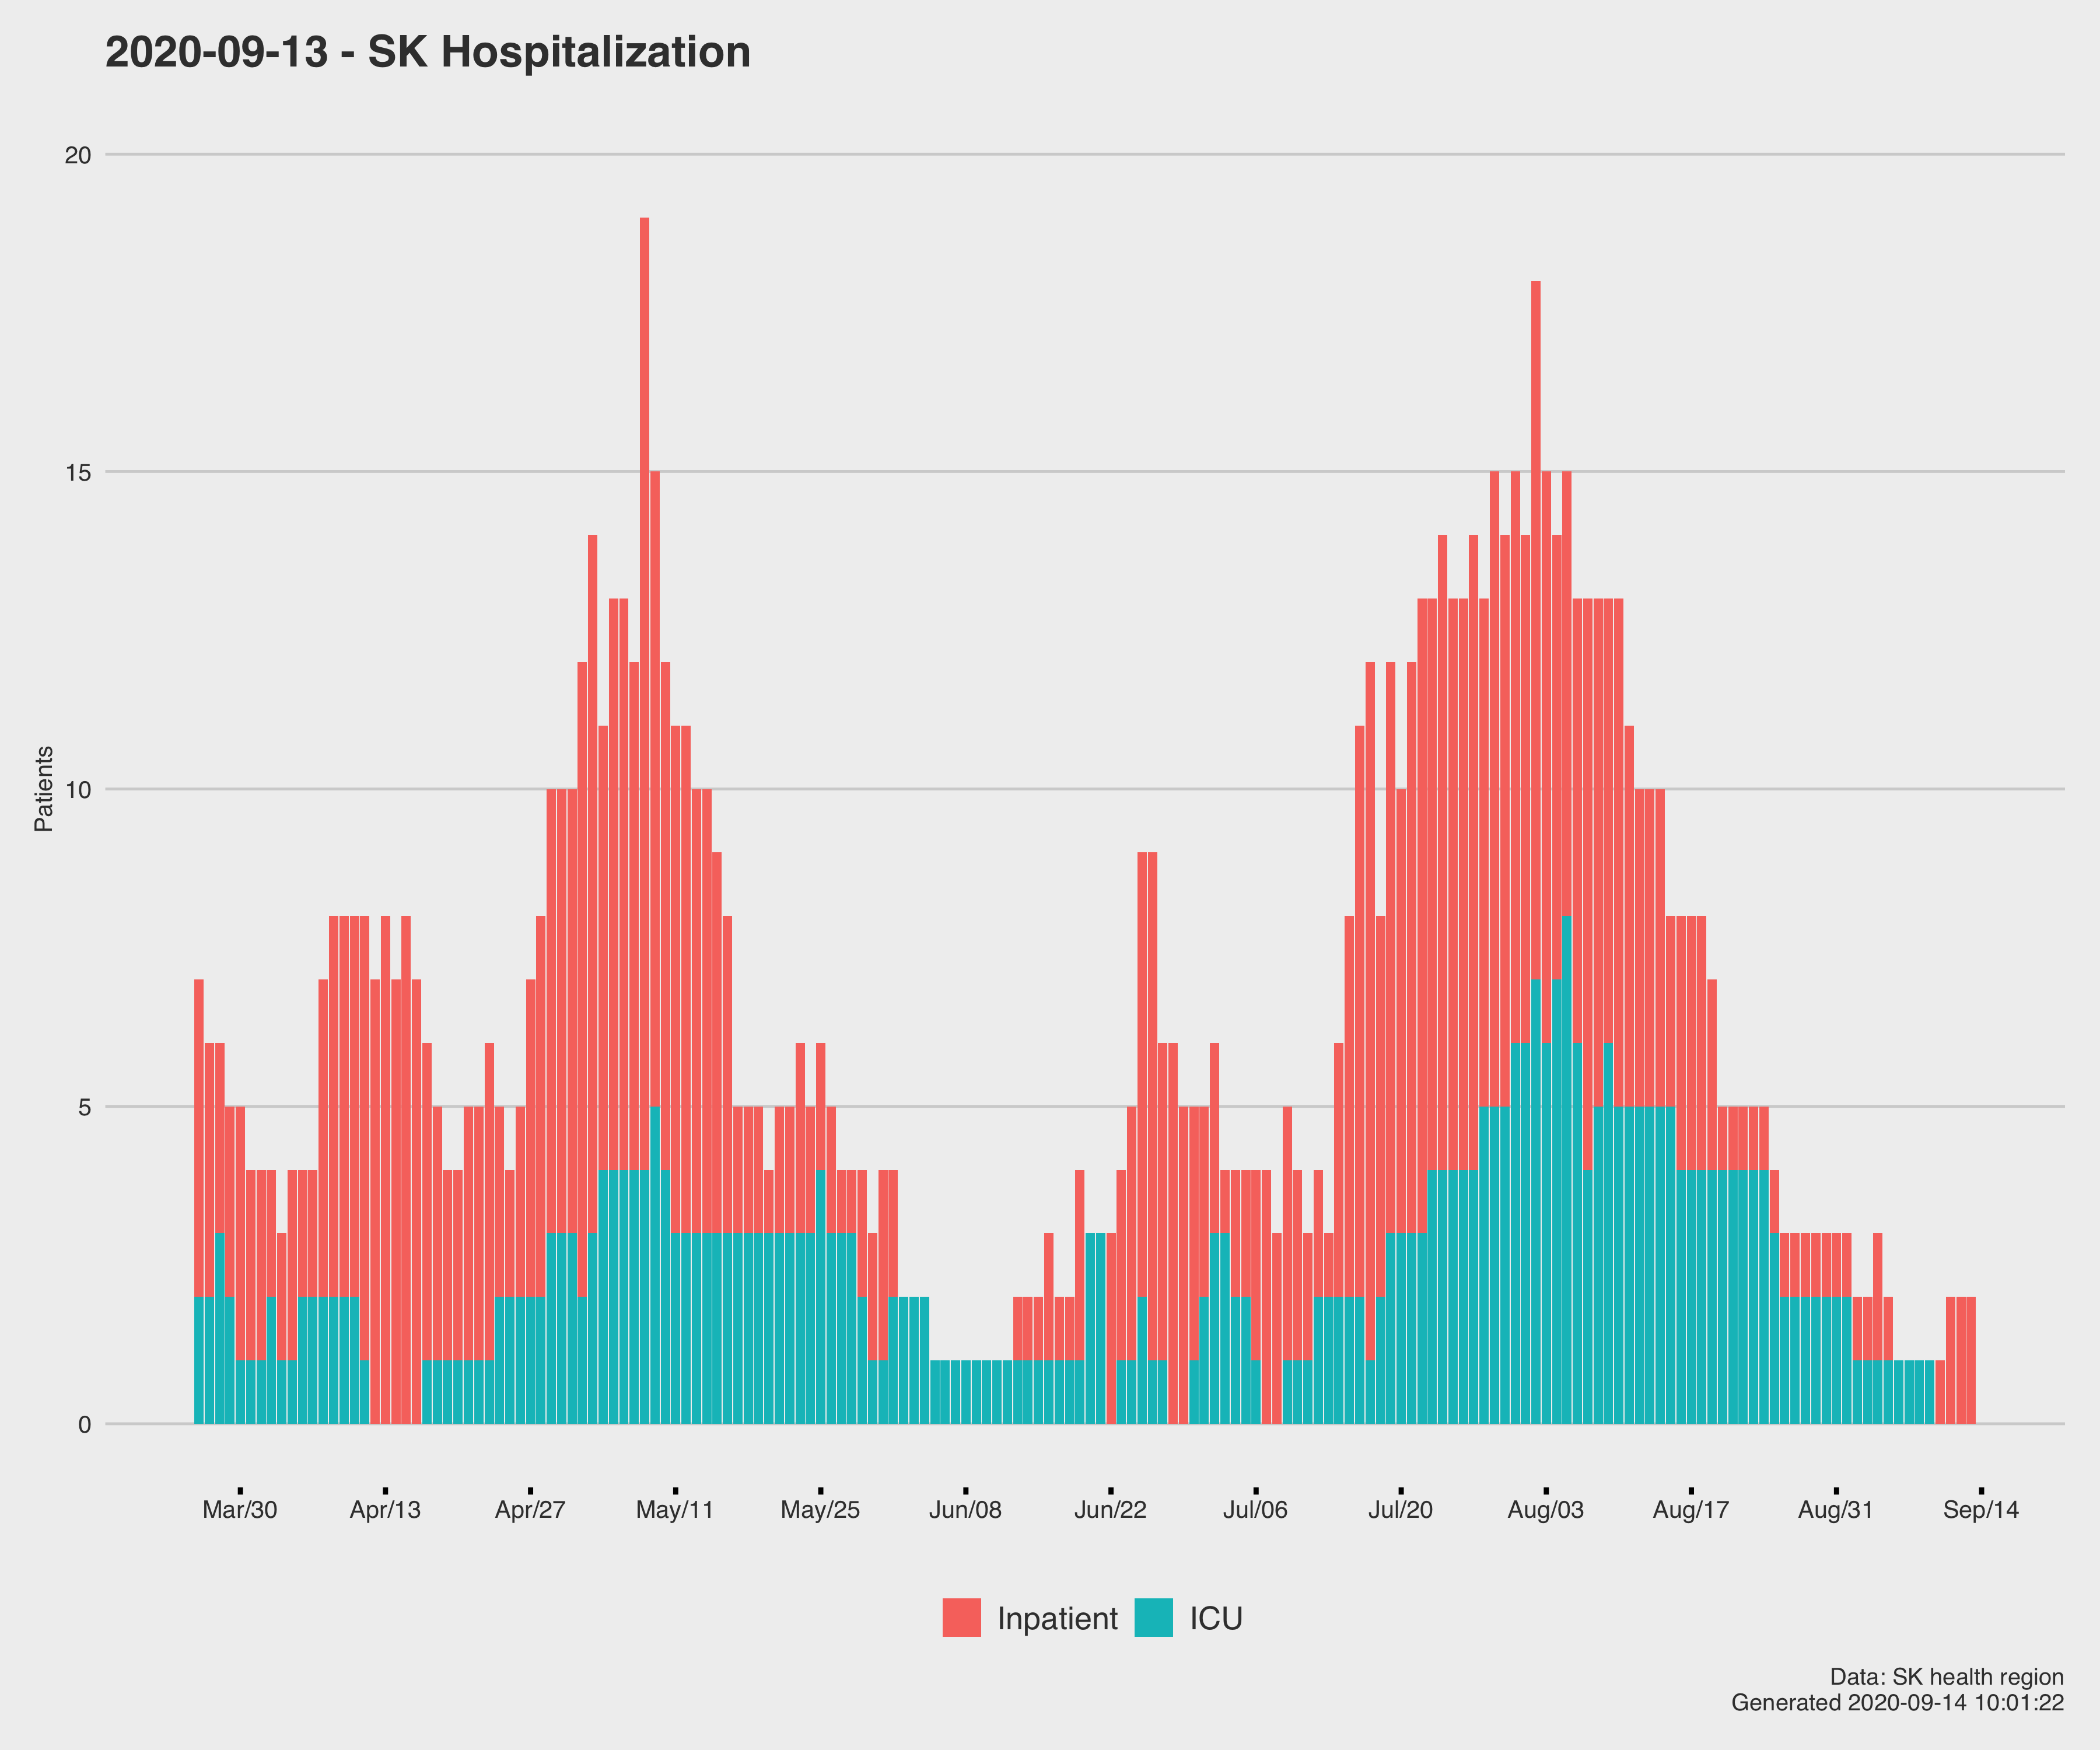 2020-09-13 - SK Hospitalization
20
15
10
5
0
Patients
Mar/30 Apr/13 Apr/27 May/11 May/25 Jun/08 Jun/22 Jul/06 Jul/20 Aug/03 Aug/17 Aug/31 Sep/14
Inpatient ICU
Data: SK health region
Generated 2020-09-14 10:01:22